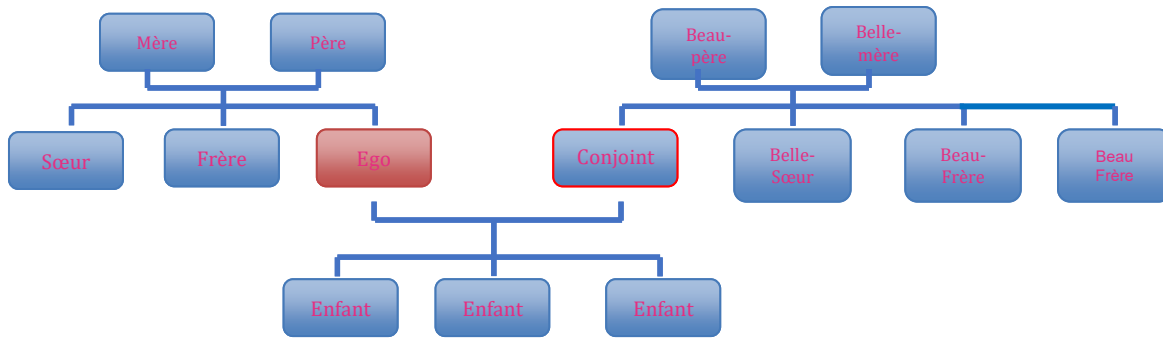 Mère
Père
Beau-
père
Belle-
mère
Sœur
Frère
Ego
Conjoint
Belle-
Sœur
Beau-
Frère
Beau
Frère
Enfant
Enfant
Enfant